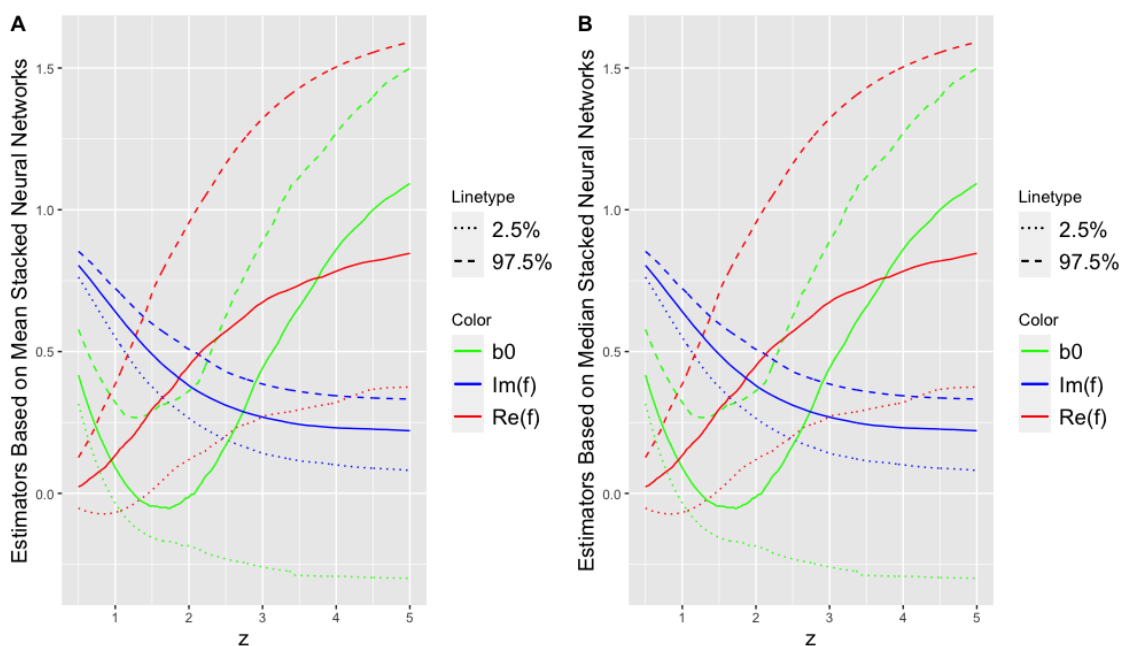 A
Estimators Based on Mean Stacked Neural Networks
1.5
1.0
0.5
0.0
1 2 3 4 5
z
Linetype
2.5%
97.5%
Color
b0
Im(f)
Re(f)
B
Estimators Based on Median Stacked Neural Networks
1.5
1.0
0.5
0.0
1 2 3 4 5
z
Linetype
2.5%
97.5%
Color
b0
Im(f)
Re(f)